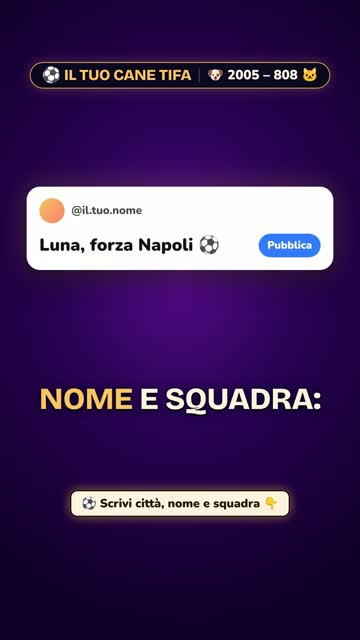 ⚽ IL TUO CANE TIFA | 🐶 2005 – 808 🐱
@il.tuo.nome
Luna, forza Napoli ⚽
Pubblica
NOME E SQUADRA:
⚽ Scrivi città, nome e squadra 👇